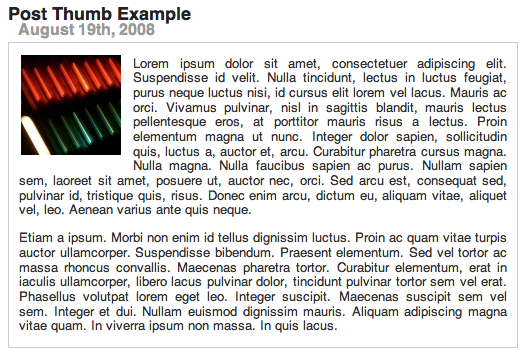 Post Thumb Example
August 19th, 2008
Lorem ipsum dolor sit amet, consectetuer adipiscing elit.
Suspendisse id velit. Nulla tincidunt, lectus in luctus feugiat,
purus neque luctus nisi, id cursus elit lorem vel lacus. Mauris ac
orci. Vivamus pulvinar, nisl in sagittis blandit, mauris lectus
pellentesque eros, at porttitor mauris risus a lectus. Proin
elementum magna ut nunc. Integer dolor sapien, sollicitudin
quis, luctus a, auctor et, arcu. Curabitur pharetra cursus magna.
Nulla magna. Nulla faucibus sapien ac purus. Nullam sapien
sem, laoreet sit amet, posuere ut, auctor nec, orci. Sed arcu est, consequat sed,
pulvinar id, tristique quis, risus. Donec enim arcu, dictum eu, aliquam vitae, aliquet
vel, leo. Aenean varius ante quis neque.
Etiam a ipsum. Morbi non enim id tellus dignissim luctus. Proin ac quam vitae turpis
auctor ullamcorper. Suspendisse bibendum. Praesent elementum. Sed vel tortor ac
massa rhoncus convallis. Maecenas pharetra tortor. Curabitur elementum, erat in
iaculis ullamcorper, libero lacus pulvinar dolor, tincidunt pulvinar tortor sem vel erat.
Phasellus volutpat lorem eget leo. Integer suscipit. Maecenas suscipit sem vel
sem. Integer et dui. Nullam euismod dignissim mauris. Aliquam adipiscing magna
vitae quam. In viverra ipsum non massa. In quis lacus.